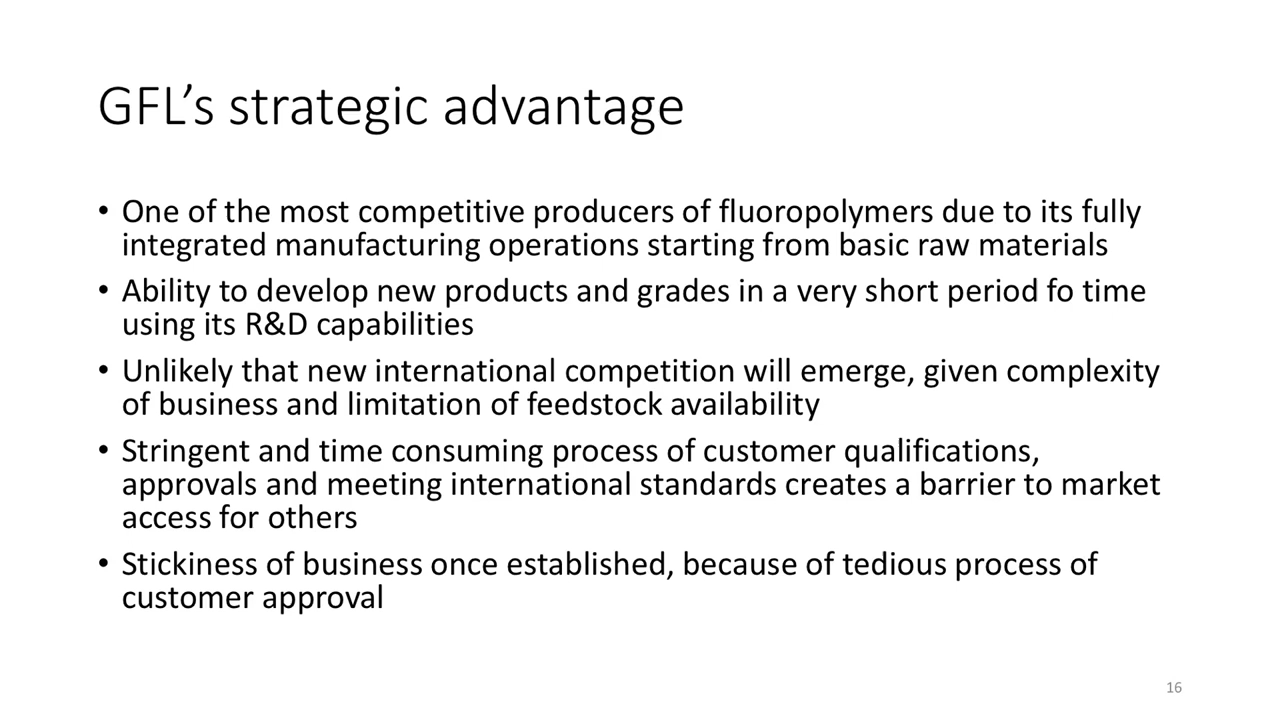 GFL’s strategic advantage
• One of the most competitive producers of fluoropolymers due to its fully
integrated manufacturing operations starting from basic raw materials
• Ability to develop new products and grades in a very short period fo time
using its R&D capabilities
• Unlikely that new international competition will emerge, given complexity
of business and limitation of feedstock availability
• Stringent and time consuming process of customer qualifications,
approvals and meeting international standards creates a barrier to market
access for others
• Stickiness of business once established, because of tedious process of
customer approval
16